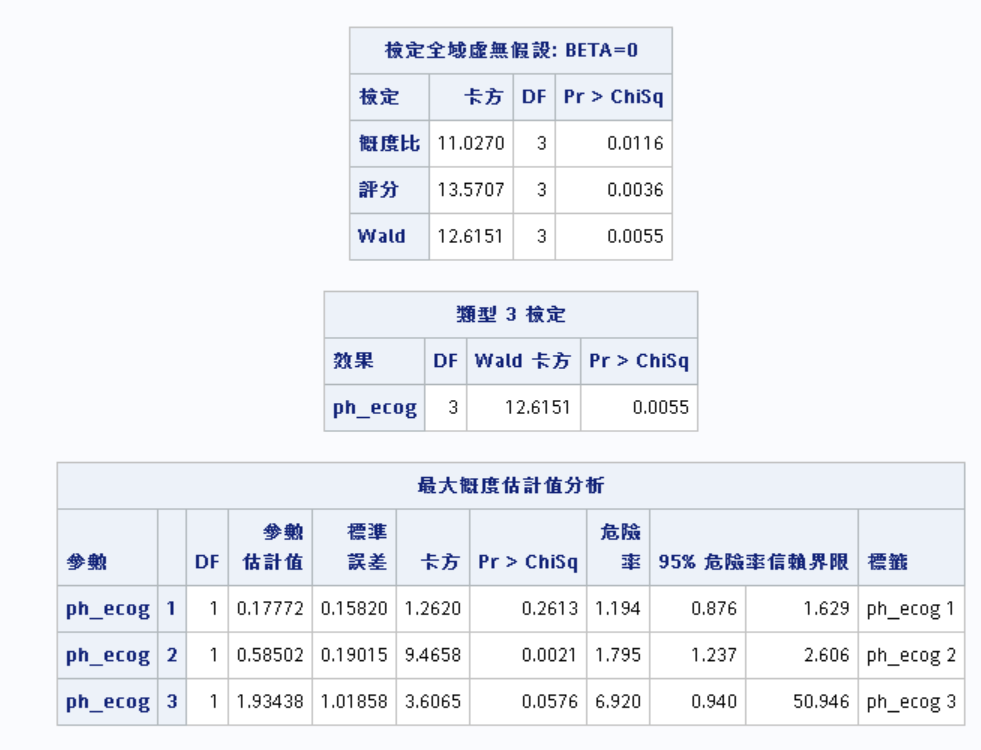 檢定全域虛無假設: BETA=0
檢定 卡方 DF Pr > ChiSq
概度比 11.0270 3 0.0116
評分 13.5707 3 0.0036
Wald 12.6151 3 0.0055
類型 3 檢定
效果 DF Wald 卡方 Pr > ChiSq
ph_ecog 3 12.6151 0.0055
最大概度估計值分析
參數 DF 參數 估計值 標準 誤差 卡方 Pr > ChiSq 危險 率 95% 危險率信賴界限 標籤
ph_ecog 1 1 0.17772 0.15820 1.2620 0.2613 1.194 0.876 1.629 ph_ecog 1
ph_ecog 2 1 0.58502 0.19015 9.4658 0.0021 1.795 1.237 2.606 ph_ecog 2
ph_ecog 3 1 1.93438 1.01858 3.6065 0.0576 6.920 0.940 50.946 ph_ecog 3